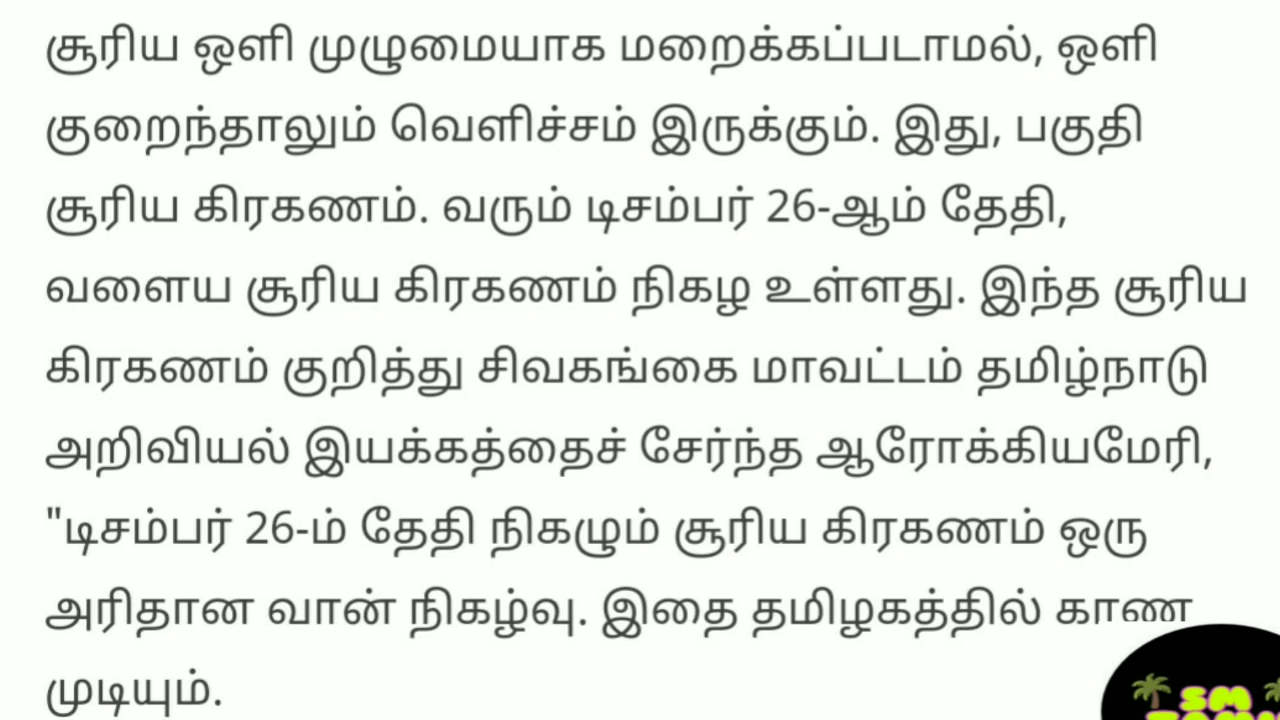 சூரிய ஒளி முழுமையாக மறைக்கப்படாமல், ஒளி
குறைந்தாலும் வெளிச்சம் இருக்கும். இது, பகுதி
சூரிய கிரகணம். வரும் டிசம்பர் 26-ஆம் தேதி,
வளைய சூரிய கிரகணம் நிகழ உள்ளது. இந்த சூரிய
கிரகணம் குறித்து சிவகங்கை மாவட்டம் தமிழ்நாடு
அறிவியல் இயக்கத்தைச் சேர்ந்த ஆரோக்கியமேரி,
"டிசம்பர் 26-ம் தேதி நிகழும் சூரிய கிரகணம் ஒரு
அரிதான வான் நிகழ்வு. இதை தமிழகத்தில் காண
முடியும்.
SM